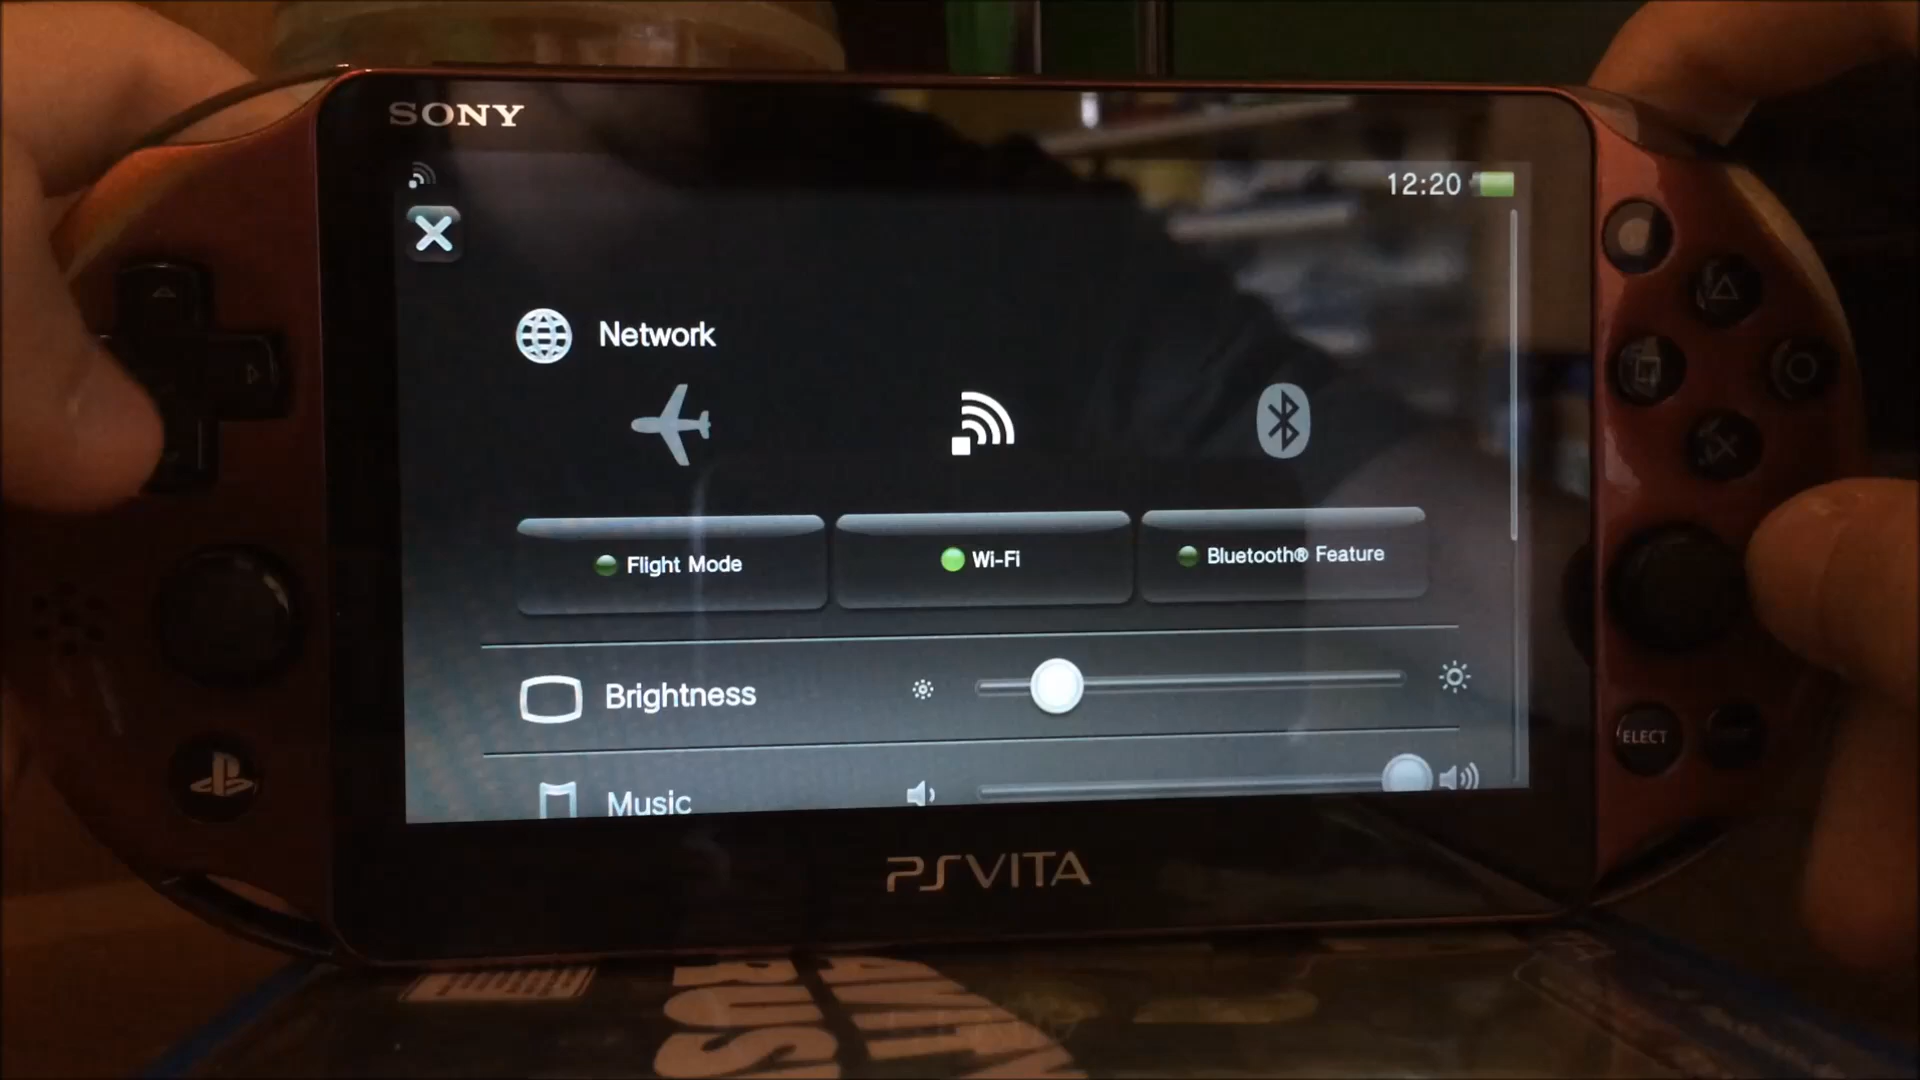 SONY
12:20
Network
Flight Mode
Wi-Fi
Bluetooth® Feature
Brightness
Music
ELECT
PSVITA